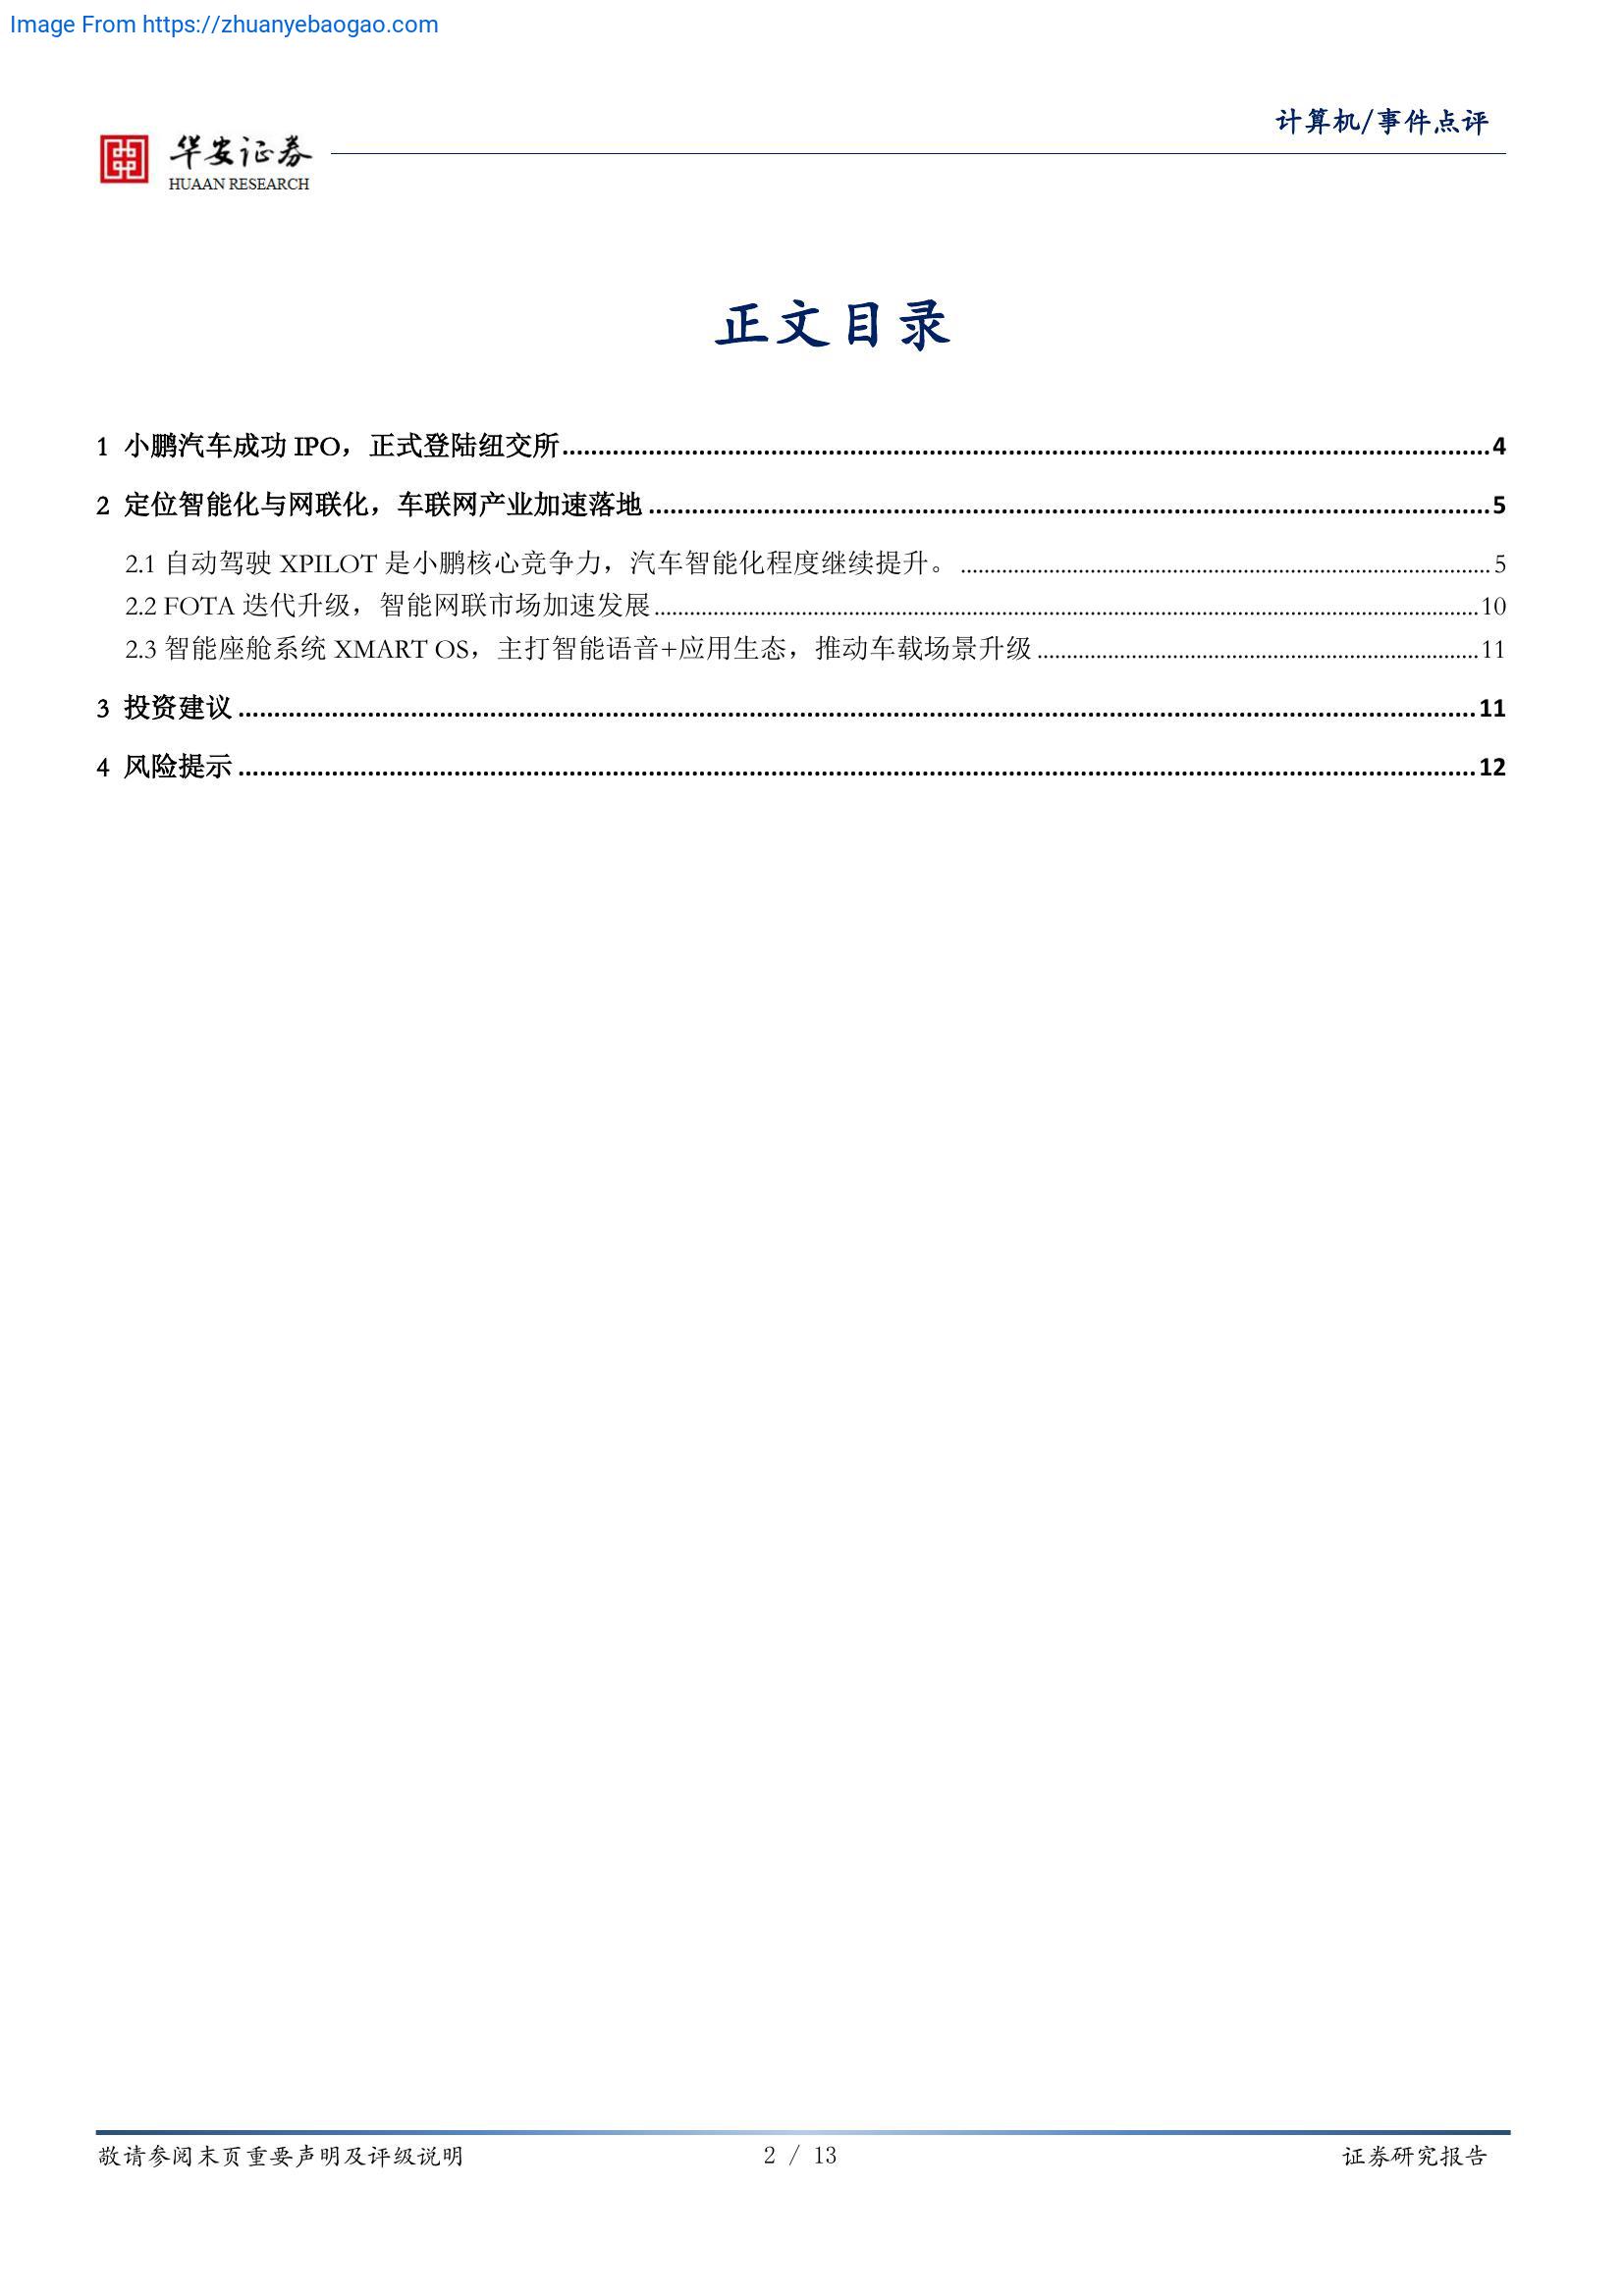 Image From https://zhuanyebaogao.com
计算机/事件点评
华安证券
HUAAN RESEARCH
正文目录
1 小鹏汽车成功 IPO，正式登陆纽交所 4
2 定位智能化与网联化，车联网产业加速落地 5
2.1 自动驾驶 XPILOT 是小鹏核心竞争力，汽车智能化程度继续提升。 5
2.2 FOTA 迭代升级，智能网联市场加速发展 10
2.3 智能座舱系统 XMART OS，主打智能语音+应用生态，推动车载场景升级 11
3 投资建议 11
4 风险提示 12
敬请参阅末页重要声明及评级说明 2 / 13 证券研究报告